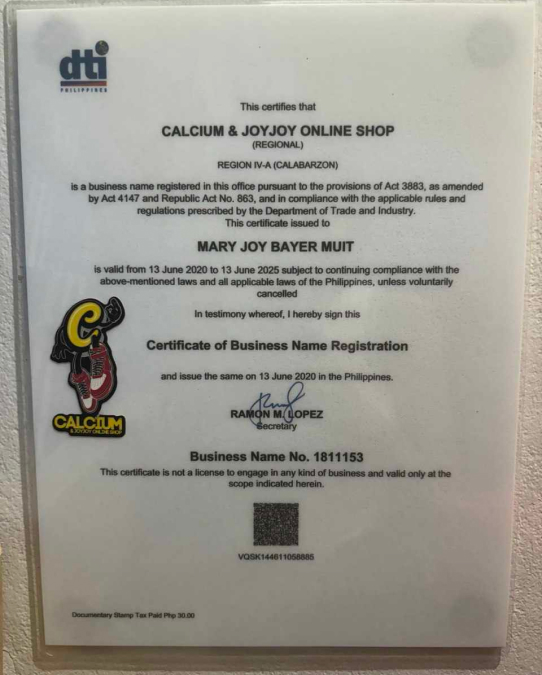 dti
PHILIPPINES
This certifies that
CALCIUM & JOYJOY ONLINE SHOP
(REGIONAL)
REGION IV-A (CALABARZON)
is a business name registered in this office pursuant to the provisions of Act 3883, as amended
by Act 4147 and Republic Act No. 863, and in compliance with the applicable rules and
regulations prescribed by the Department of Trade and Industry.
This certificate issued to
MARY JOY BAYER MUIT
is valid from 13 June 2020 to 13 June 2025 subject to continuing compliance with the
above-mentioned laws and all applicable laws of the Philippines, unless voluntarily
cancelled
In testimony whereof, I hereby sign this
Certificate of Business Name Registration
and issue the same on 13 June 2020 in the Philippines.
RAMON M. LOPEZ
Secretary
C
CALCIUM
& JOYJOY ONLINE SHOP
Business Name No. 1811153
This certificate is not a license to engage in any kind of business and valid only at the
scope indicated herein.
VQSK144611058885
Documentary Stamp Tax Paid Php 30.00